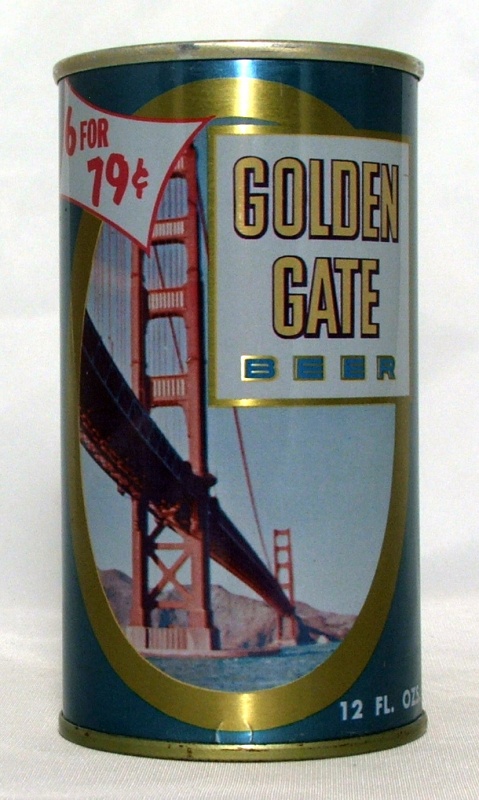 6 FOR
79¢
GOLDEN
GATE
BEER
12 FL. OZS.